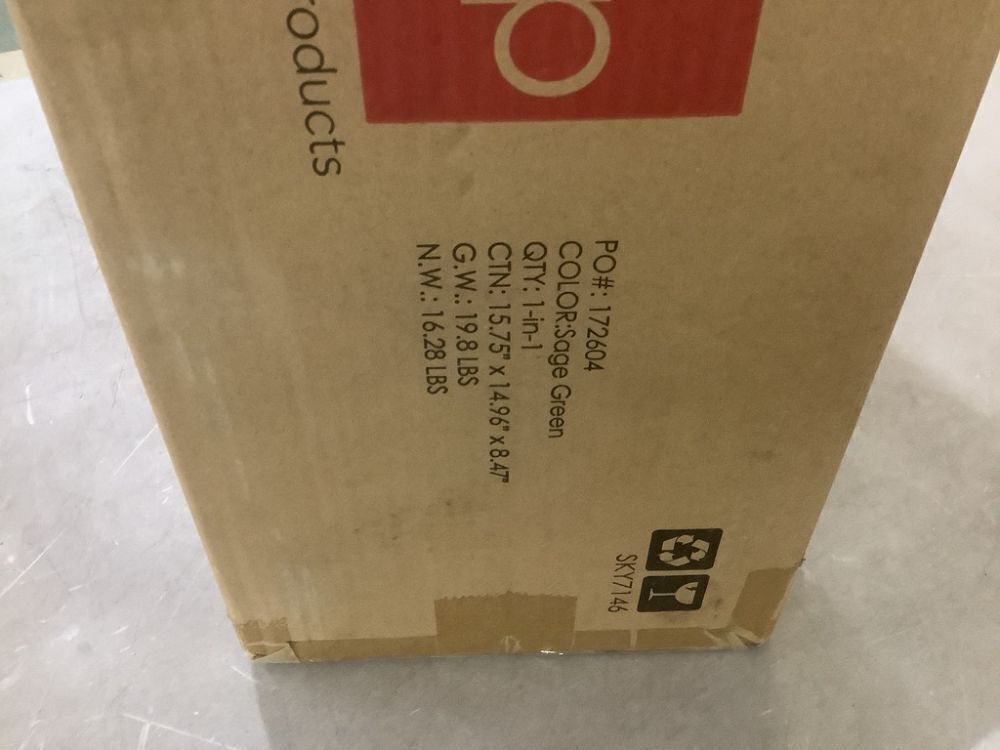 roducts
PO#: 172604
COLOR:Sage Green
QTY: 1-in-1
CTN: 15.75" x 14.96" x 8.47"
G.W.: 19.8 LBS
N.W.: 16.28 LBS
SKY7146